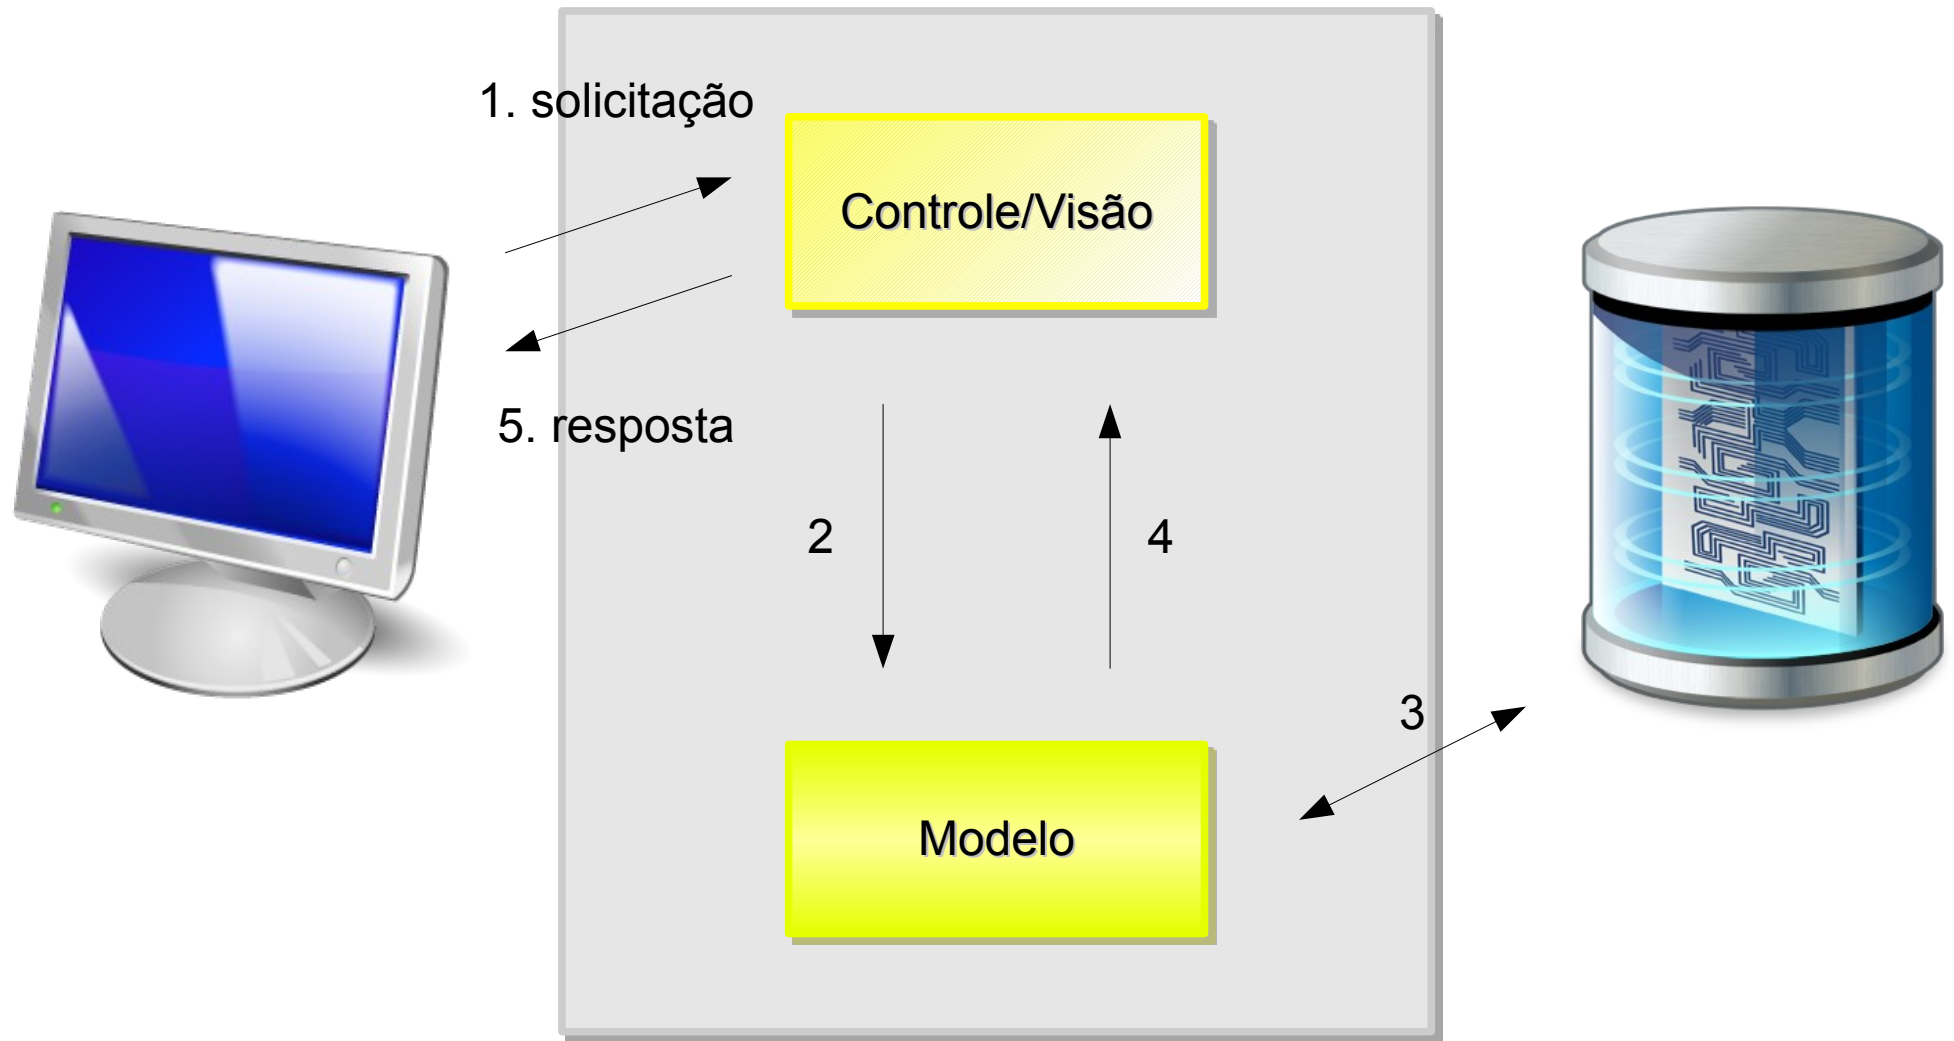 1. solicitação
Controle/Visão
5. resposta
2
4
3
Modelo